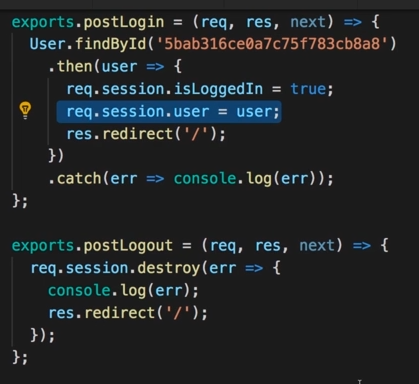 exports.postLogin = (req, res, next) => {
  User.findById('5bab316ce0a7c75f783cb8a8')
    .then(user => {
      req.session.isLoggedIn = true;
      req.session.user = user;
      res.redirect('/');
    })
    .catch(err => console.log(err));
};

exports.postLogout = (req, res, next) => {
  req.session.destroy(err => {
    console.log(err);
    res.redirect('/');
  });
};